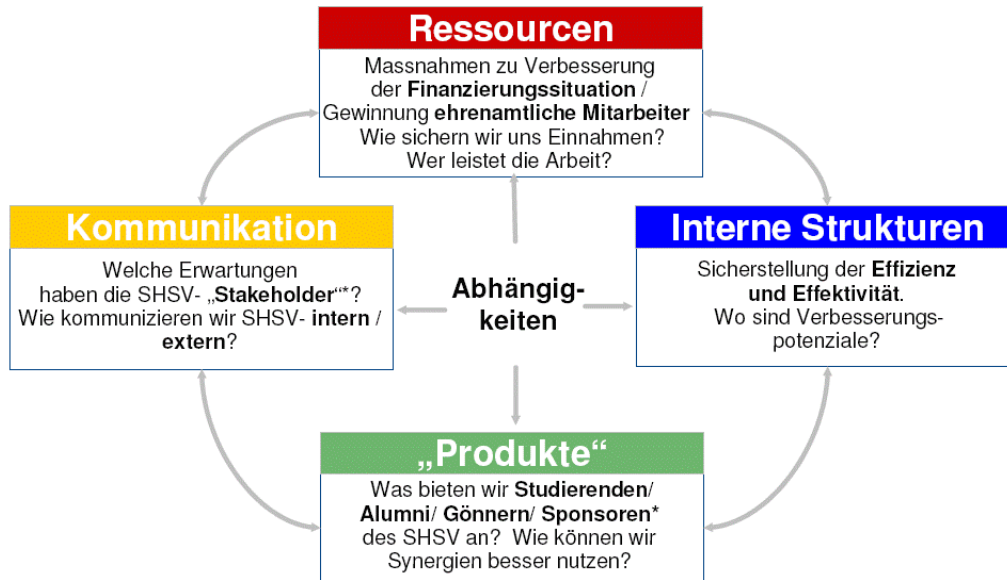 Ressourcen
Massnahmen zu Verbesserung
der Finanzierungssituation /
Gewinnung ehrenamtliche Mitarbeiter
Wie sichern wir uns Einnahmen?
Wer leistet die Arbeit?
Kommunikation
Welche Erwartungen
haben die SHSV- „Stakeholder“*?
Wie kommunizieren wir SHSV- intern /
extern?
Abhängig-
keiten
Interne Strukturen
Sicherstellung der Effizienz
und Effektivität.
Wo sind Verbesserungs-
potenziale?
„Produkte“
Was bieten wir Studierenden/
Alumni/ Gönnern/ Sponsoren*
des SHSV an? Wie können wir
Synergien besser nutzen?